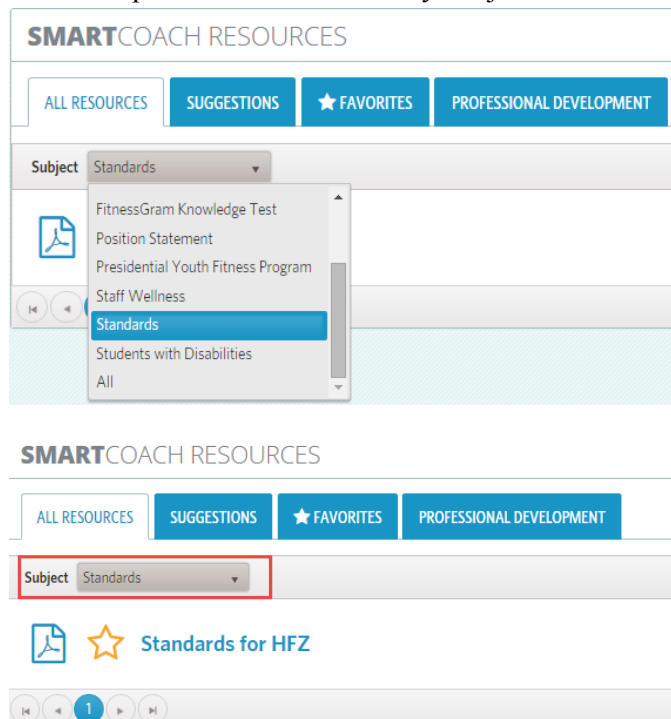 SMARTCOACH RESOURCES
ALL RESOURCES SUGGESTIONS FAVORITES PROFESSIONAL DEVELOPMENT
Subject Standards
FitnessGram Knowledge Test
Position Statement
Presidential Youth Fitness Program
Staff Wellness
Standards
Students with Disabilities
All
SMARTCOACH RESOURCES
ALL RESOURCES SUGGESTIONS FAVORITES PROFESSIONAL DEVELOPMENT
Subject Standards
Standards for HFZ
1